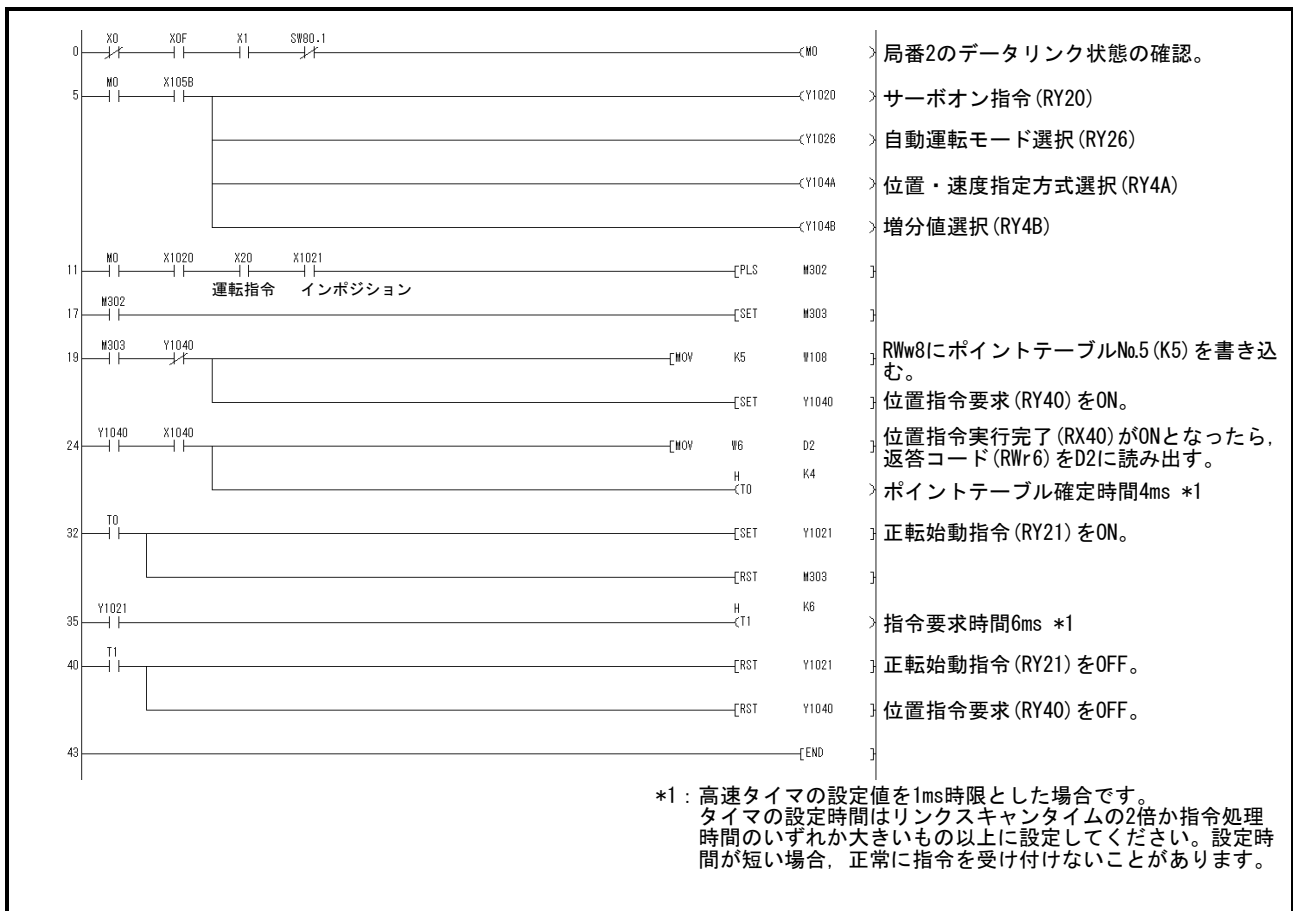 X0 X0F X1 SW80.1
0 (M0 ) 局番2のデータリンク状態の確認。
M0 X105B
5 (Y1020 ) サーボオン指令(RY20)
(Y1026 ) 自動運転モード選択(RY26)
(Y104A ) 位置・速度指定方式選択(RY4A)
(Y104B ) 増分値選択(RY4B)
M0 X1020 X20 X1021
11 [PLS M302 ]
運転指令 インポジション
M302
17 [SET M303 ]
M303 Y1040
19 [MOV K5 W108 ] RWw8にポイントテーブルNo.5(K5)を書き込
む。
[SET Y1040 ] 位置指令要求(RY40)をON。
Y1040 X1040
24 [MOV W6 D2 ] 位置指令実行完了(RX40)がONとなったら,
返答コード(RWr6)をD2に読み出す。
H K4
(T0 ) ポイントテーブル確定時間4ms *1
T0
32 [SET Y1021 ] 正転始動指令(RY21)をON。
[RST M303 ]
Y1021 H K6
35 (T1 ) 指令要求時間6ms *1
T1
40 [RST Y1021 ] 正転始動指令(RY21)をOFF。
[RST Y1040 ] 位置指令要求(RY40)をOFF。
43 [END ]
*1：高速タイマの設定値を1ms時限とした場合です。
タイマの設定時間はリンクスキャンタイムの2倍か指令処理
時間のいずれか大きいもの以上に設定してください。設定時
間が短い場合, 正常に指令を受け付けないことがあります。